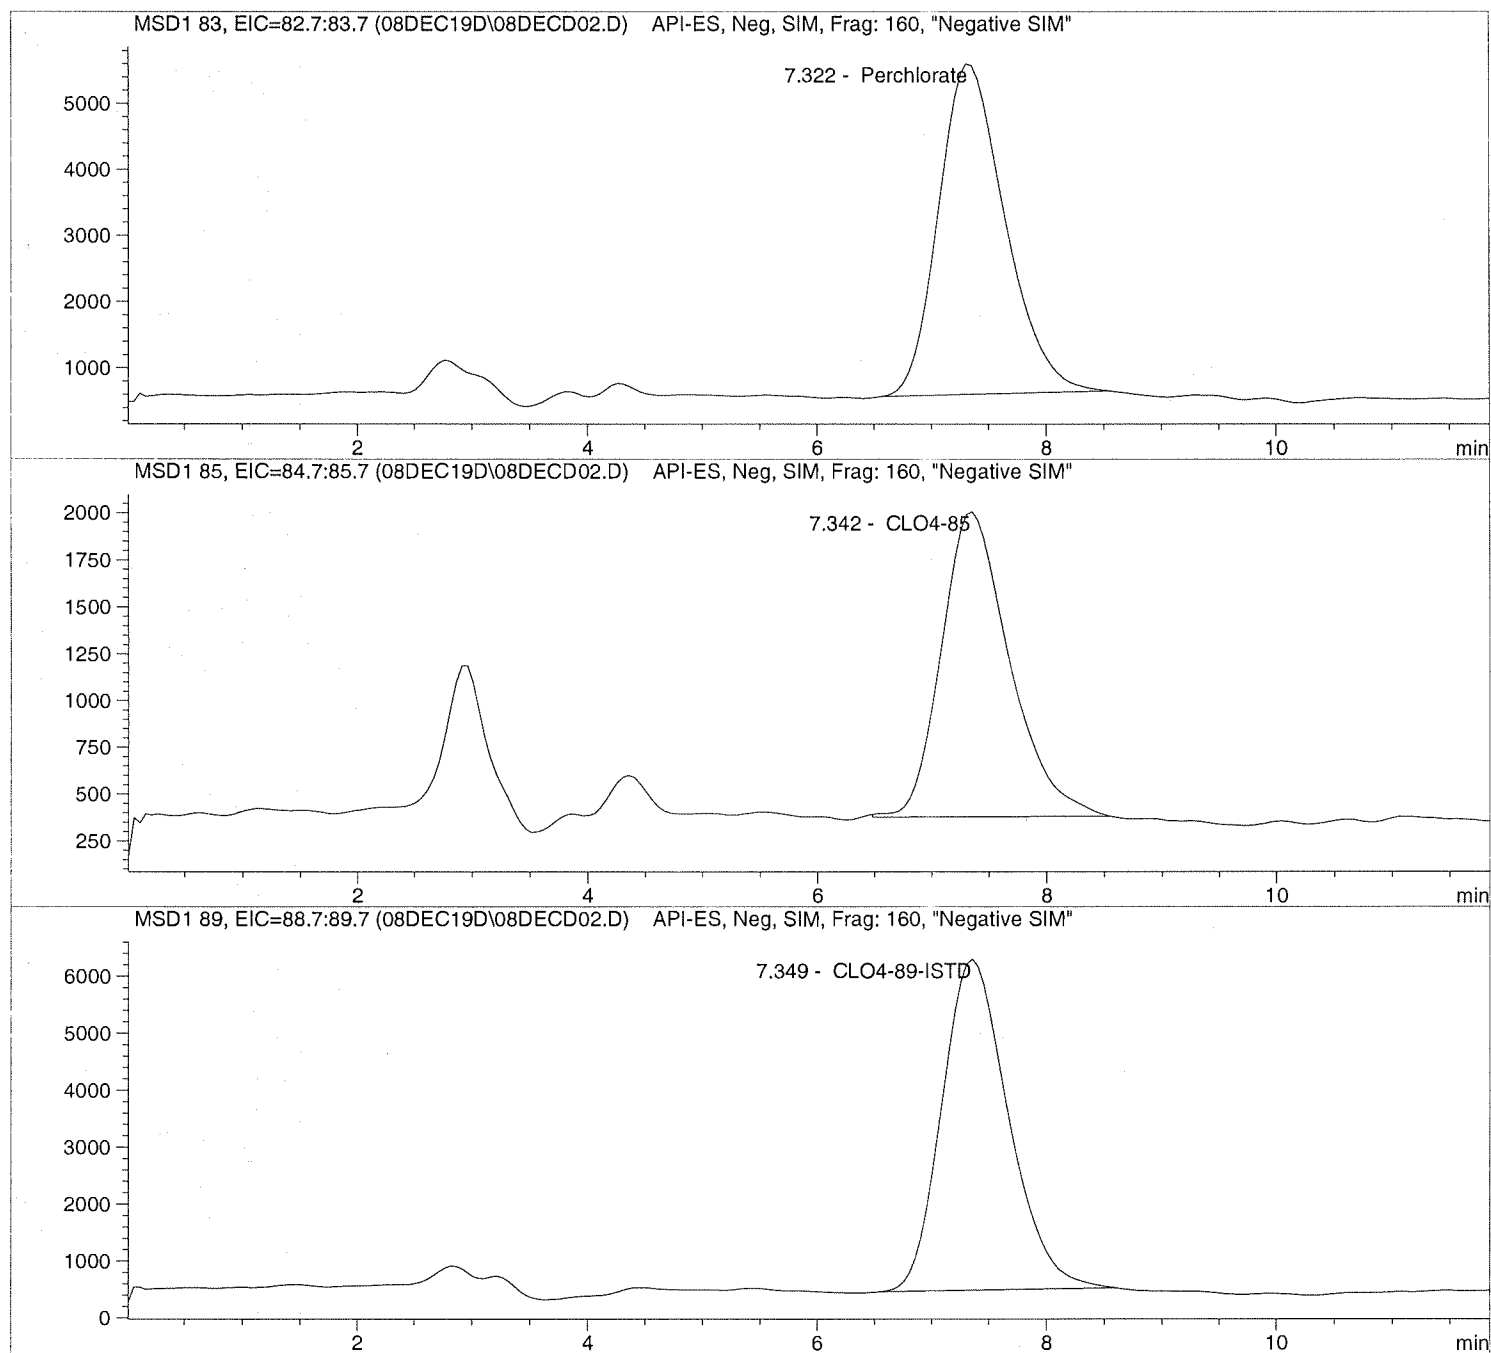 MSD1 83, EIC=82.7:83.7 (08DEC19D\08DECD02.D) API-ES, Neg, SIM, Frag: 160, "Negative SIM"
7.322 - Perchlorate
5000
4000
3000
2000
1000
2 4 6 8 10 min
MSD1 85, EIC=84.7:85.7 (08DEC19D\08DECD02.D) API-ES, Neg, SIM, Frag: 160, "Negative SIM"
2000
7.342 - CLO4-85
1750
1500
1250
1000
750
500
250
2 4 6 8 10 min
MSD1 89, EIC=88.7:89.7 (08DEC19D\08DECD02.D) API-ES, Neg, SIM, Frag: 160, "Negative SIM"
6000
7.349 - CLO4-89-ISTD
5000
4000
3000
2000
1000
0
2 4 6 8 10 min